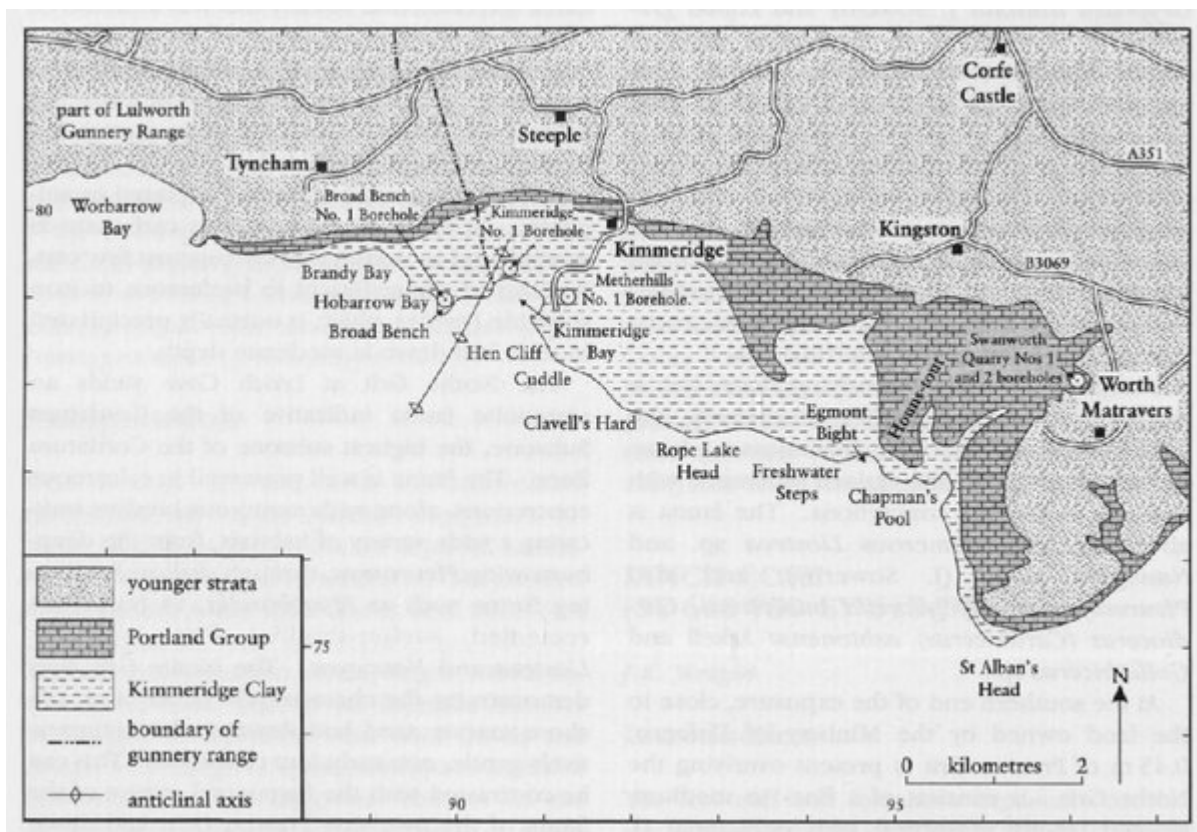 Corfe
Castle
part of Lulworth
Gunnery Range
Steeple
Tyneham
A351
80
Worbarrow
Bay
Broad Bench
No. 1 Borehole
Kimmeridge
No. 1 Borehole
Kimmeridge
Kingston
B3069
Brandy Bay
Hobarrow Bay
Metherhills
No. 1 Borehole
Broad Bench
Kimmeridge
Bay
Hen Cliff
Cuddle
Swanworth
Quarry Nos 1
and 2 boreholes
Worth
Matravers
Hounstout
Clavell's Hard
Egmont
Bight
Rope Lake
Head
Freshwater
Steps
Chapman's
Pool
younger strata
Portland Group
75
Kimmeridge Clay
St Alban's
Head
N
boundary of
gunnery range
0 kilometres 2
anticlinal axis
90
95